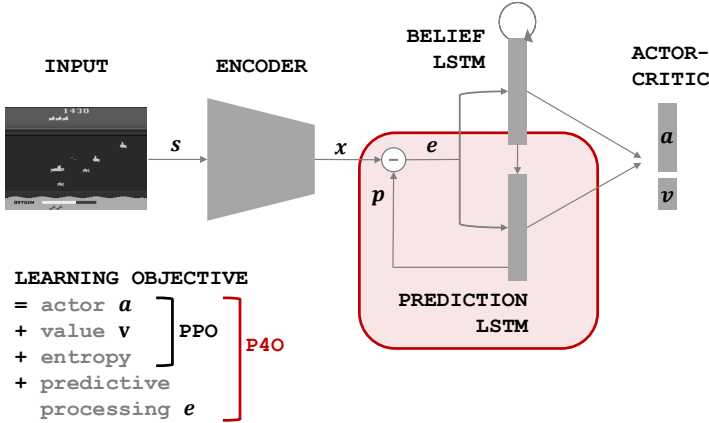 INPUT
ENCODER
BELIEF
LSTM
ACTOR-
CRITIC
1430
OXYGEN
s
x
−
e
p
a
v
PREDICTION
LSTM
LEARNING OBJECTIVE
= actor a
+ value v
+ entropy
+ predictive
processing e
PPO
P4O